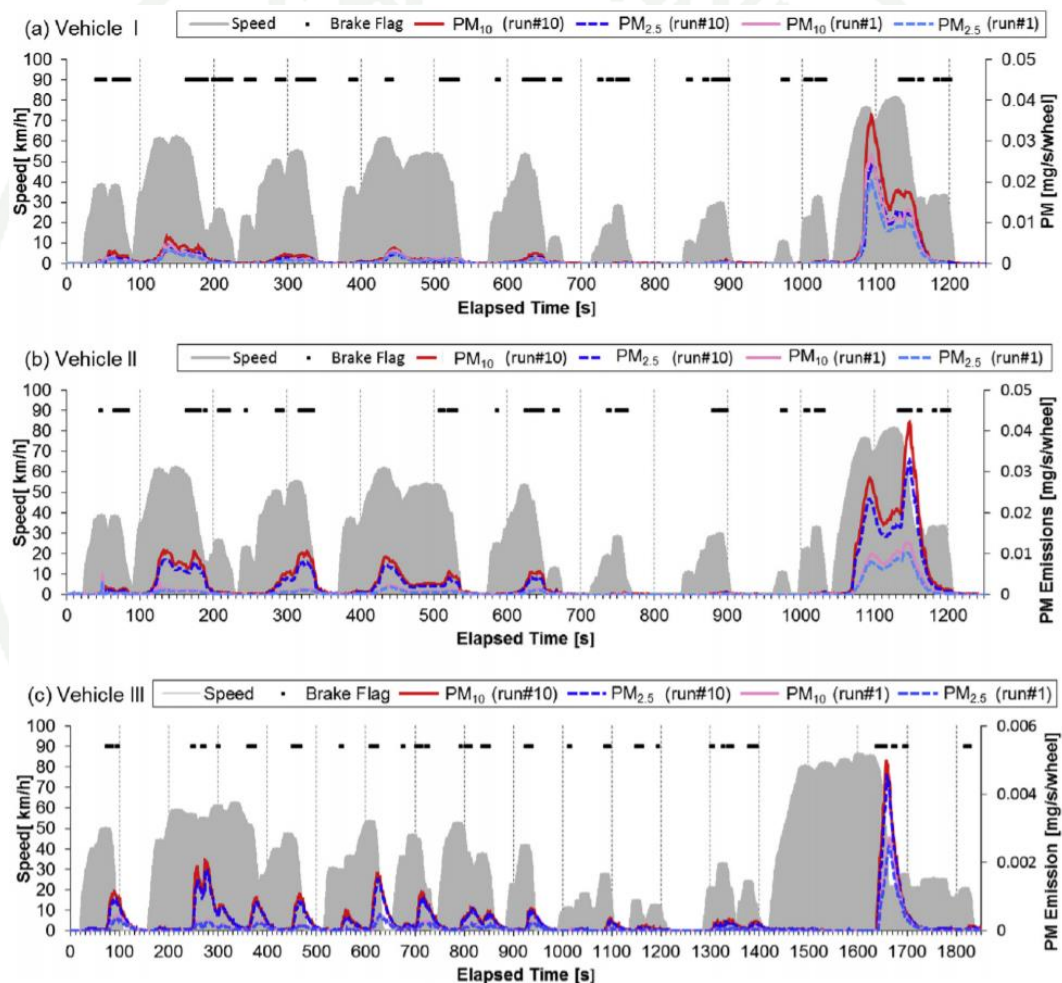 (a) Vehicle I
Speed Brake Flag PM10 (run#10) PM2.5 (run#10) PM10 (run#1) PM2.5 (run#1)
100 90 80 70 60 50 40 30 20 10 0
Speed[ km/h]
0.05 0.04 0.03 0.02 0.01 0
PM [mg/s/wheel]
0 100 200 300 400 500 600 700 800 900 1000 1100 1200
Elapsed Time [s]
(b) Vehicle II
Speed Brake Flag PM10 (run#10) PM2.5 (run#10) PM10 (run#1) PM2.5 (run#1)
100 90 80 70 60 50 40 30 20 10 0
Speed[ km/h]
0.05 0.04 0.03 0.02 0.01 0
PM Emissions [mg/s/wheel]
0 100 200 300 400 500 600 700 800 900 1000 1100 1200
Elapsed Time [s]
(c) Vehicle III
Speed Brake Flag PM10 (run#10) PM2.5 (run#10) PM10 (run#1) PM2.5 (run#1)
100 90 80 70 60 50 40 30 20 10 0
Speed[ km/h]
0.006 0.004 0.002 0
PM Emission [mg/s/wheel]
0 100 200 300 400 500 600 700 800 900 1000 1100 1200 1300 1400 1500 1600 1700 1800
Elapsed Time [s]